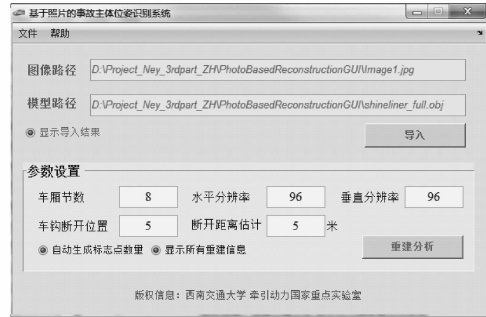 基于照片的事故主体位姿识别系统
文件 帮助
图像路径 D:\Project_Ney_3rdpart_ZH\PhotoBasedReconstructionGUI\Image1.jpg
模型路径 D:\Project_Ney_3rdpart_ZH\PhotoBasedReconstructionGUI\shineliner_full.obj
显示导入结果 导入
参数设置
车厢节数 8 水平分辨率 96 垂直分辨率 96
车钩断开位置 5 断开距离估计 5 米
自动生成标志点数量 显示所有重建信息 重建分析
版权信息：西南交通大学 牵引动力国家重点实验室